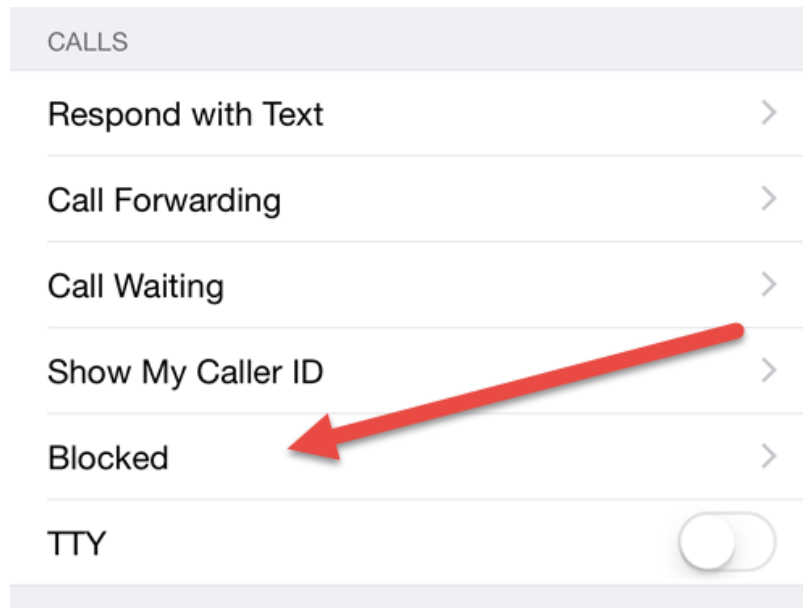 CALLS
Respond with Text
Call Forwarding
Call Waiting
Show My Caller ID
Blocked
TTY